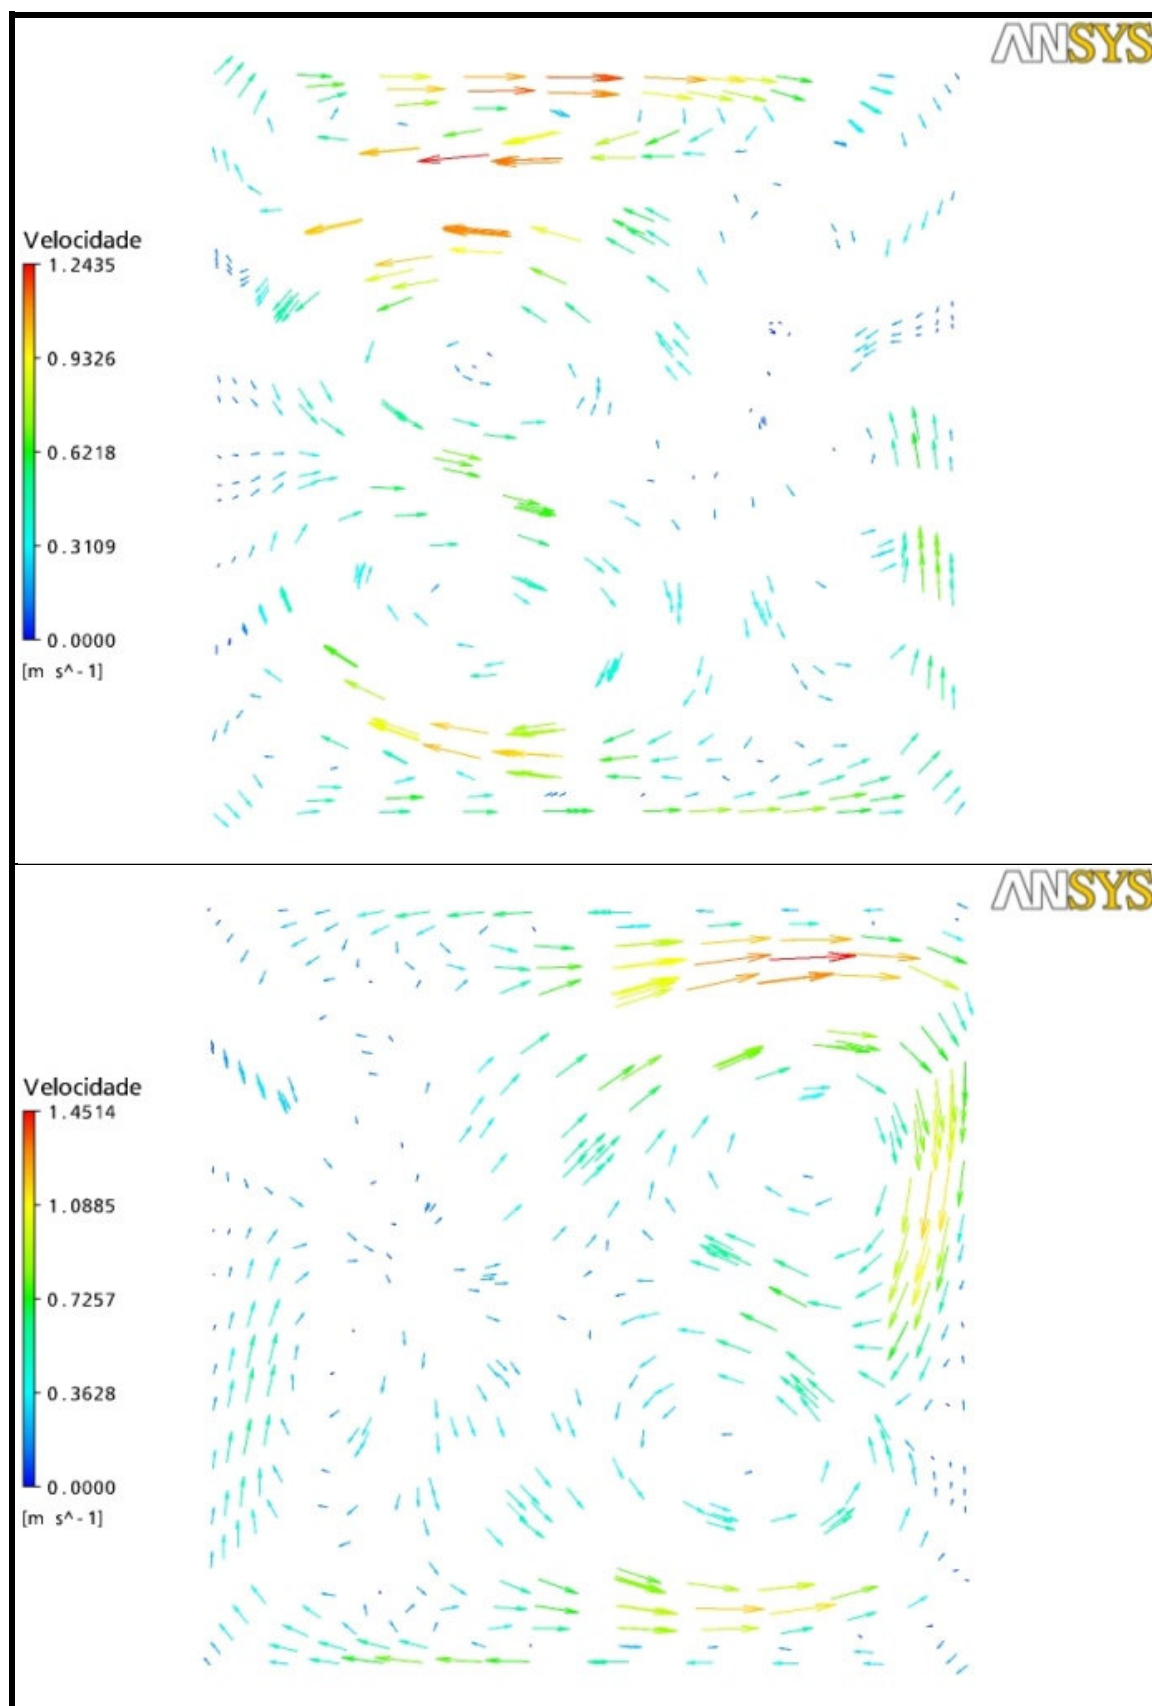 ANSYS
Velocidade
1.2435
0.9326
0.6218
0.3109
0.0000
[m s^-1]
ANSYS
Velocidade
1.4514
1.0885
0.7257
0.3628
0.0000
[m s^-1]